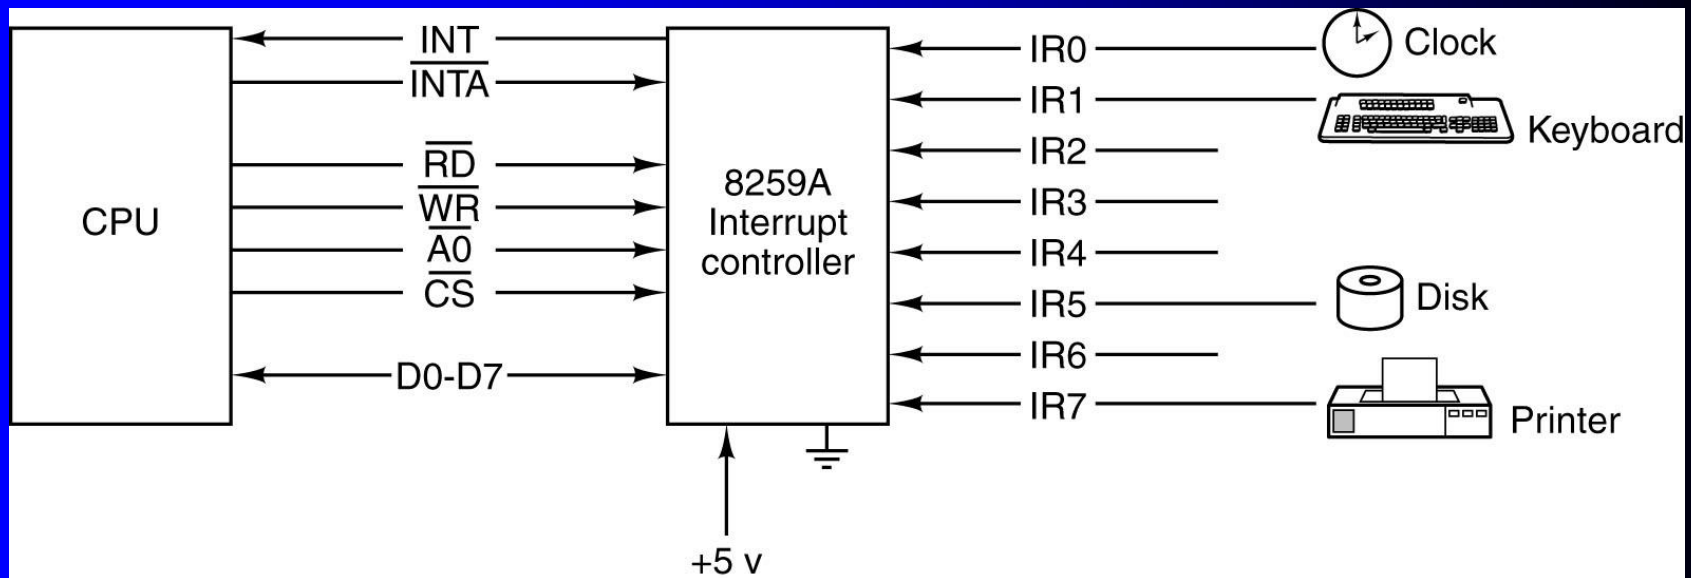 CPU
INT
INTA
RD
WR
A0
CS
D0-D7
8259A
Interrupt
controller
+5 v
IR0
IR1
IR2
IR3
IR4
IR5
IR6
IR7
Clock
Keyboard
Disk
Printer